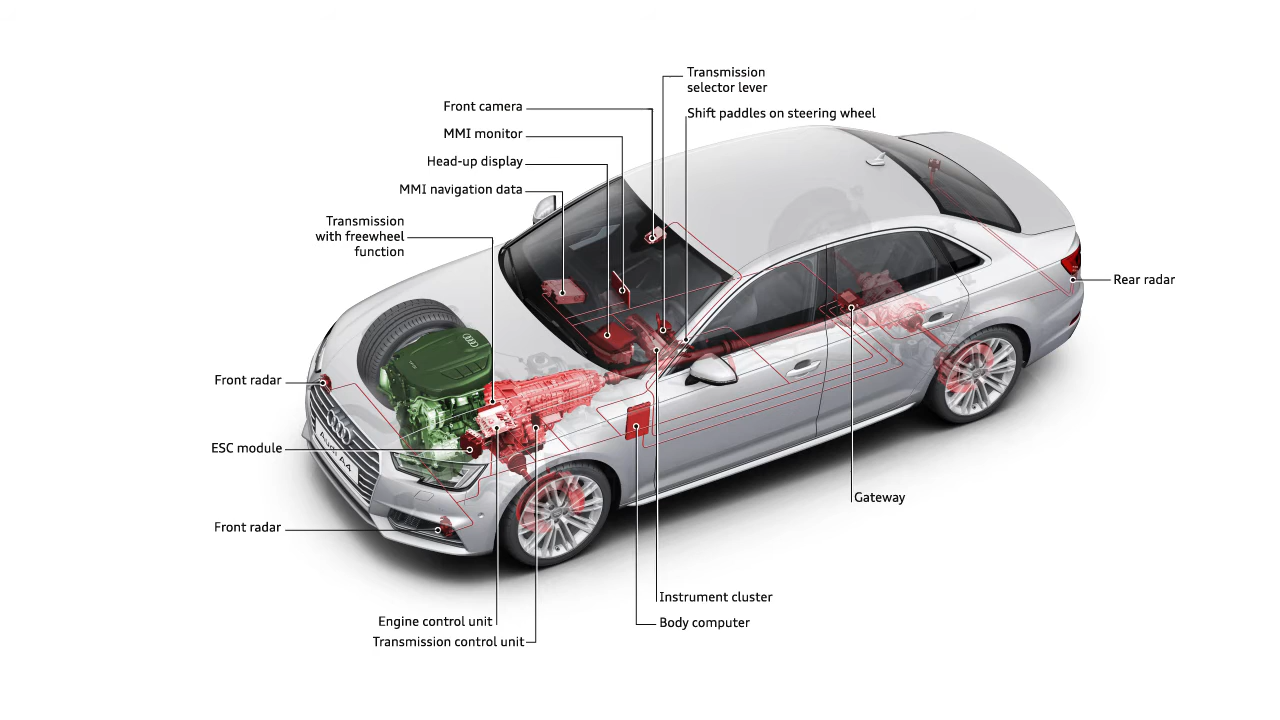 Transmission
selector lever
Front camera
Shift paddles on steering wheel
MMI monitor
Head-up display
MMI navigation data
Transmission
with freewheel
function
Rear radar
Front radar
Audi A4
ESC module
Gateway
Front radar
Instrument cluster
Engine control unit
Body computer
Transmission control unit